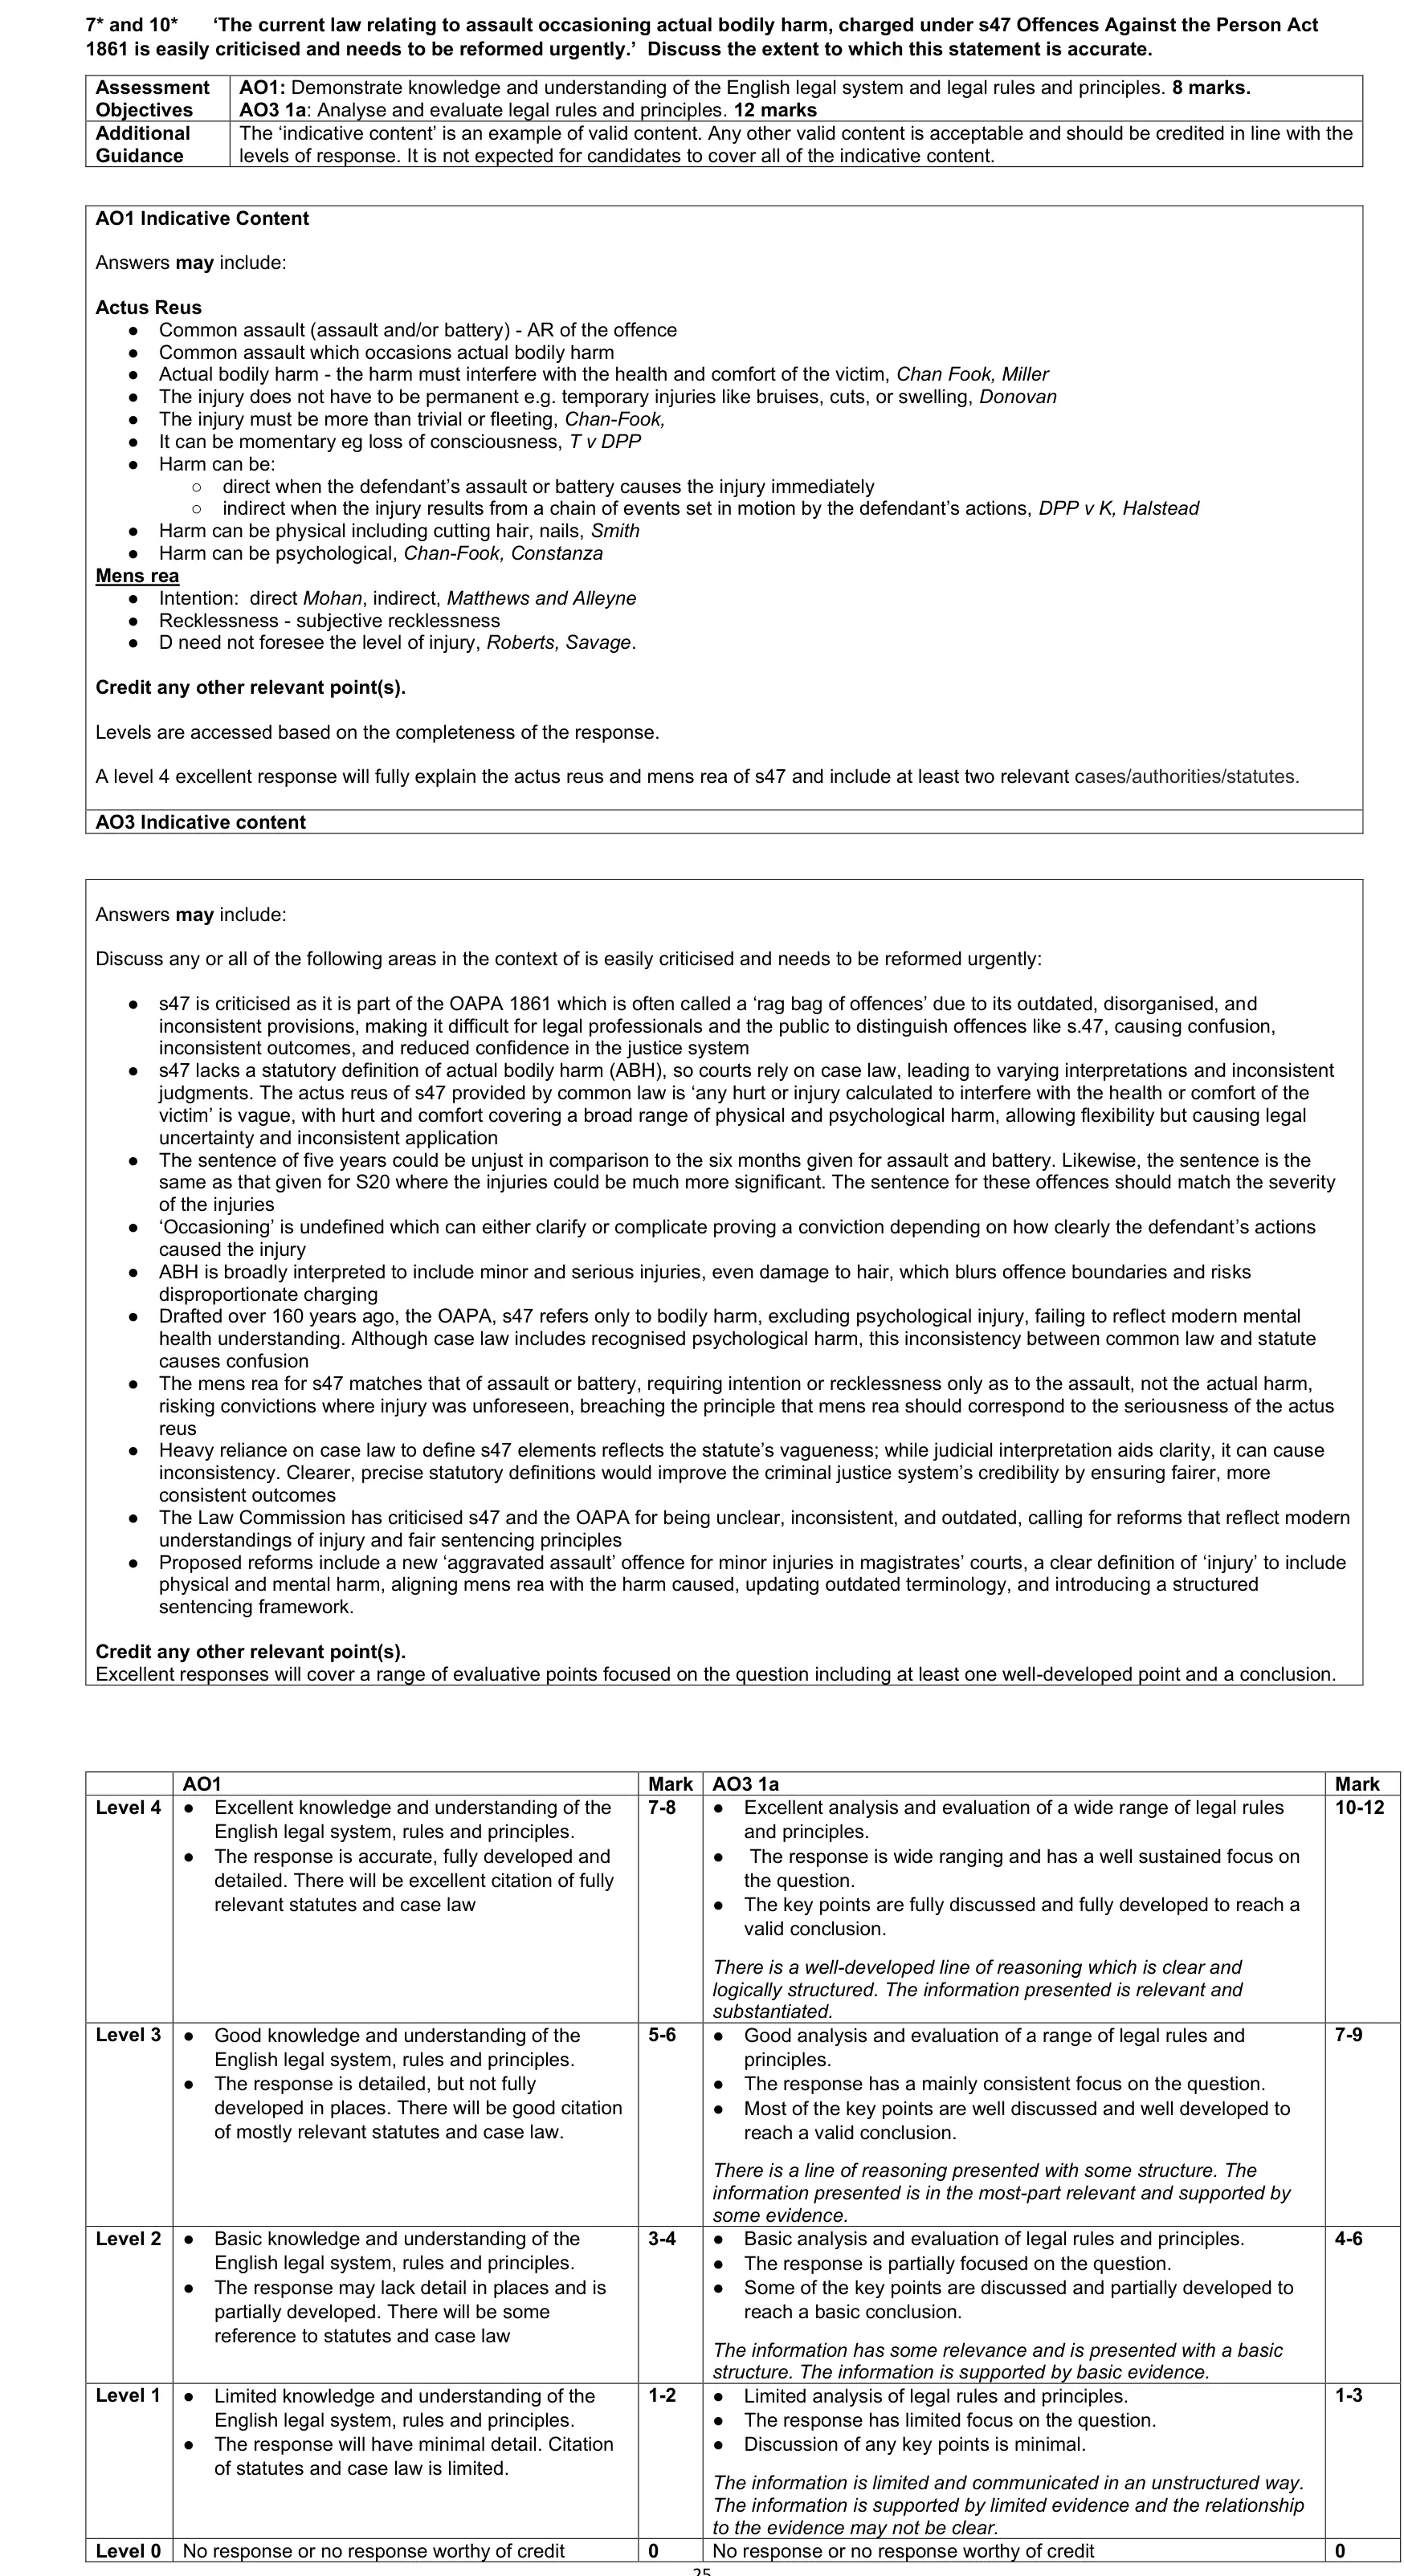 7* and 10* ‘The current law relating to assault occasioning actual bodily harm, charged under s47 Offences Against the Person Act
1861 is easily criticised and needs to be reformed urgently.’ Discuss the extent to which this statement is accurate.
Assessment Objectives
AO1: Demonstrate knowledge and understanding of the English legal system and legal rules and principles. 8 marks.
AO3 1a: Analyse and evaluate legal rules and principles. 12 marks
Additional Guidance
The ‘indicative content’ is an example of valid content. Any other valid content is acceptable and should be credited in line with the
levels of response. It is not expected for candidates to cover all of the indicative content.
AO1 Indicative Content
Answers may include:
Actus Reus
● Common assault (assault and/or battery) - AR of the offence
● Common assault which occasions actual bodily harm
● Actual bodily harm - the harm must interfere with the health and comfort of the victim, Chan Fook, Miller
● The injury does not have to be permanent e.g. temporary injuries like bruises, cuts, or swelling, Donovan
● The injury must be more than trivial or fleeting, Chan-Fook,
● It can be momentary eg loss of consciousness, T v DPP
● Harm can be:
○ direct when the defendant’s assault or battery causes the injury immediately
○ indirect when the injury results from a chain of events set in motion by the defendant’s actions, DPP v K, Halstead
● Harm can be physical including cutting hair, nails, Smith
● Harm can be psychological, Chan-Fook, Constanza
Mens rea
● Intention: direct Mohan, indirect, Matthews and Alleyne
● Recklessness - subjective recklessness
● D need not foresee the level of injury, Roberts, Savage.
Credit any other relevant point(s).
Levels are accessed based on the completeness of the response.
A level 4 excellent response will fully explain the actus reus and mens rea of s47 and include at least two relevant cases/authorities/statutes.
AO3 Indicative content
Answers may include:
Discuss any or all of the following areas in the context of is easily criticised and needs to be reformed urgently:
● s47 is criticised as it is part of the OAPA 1861 which is often called a ‘rag bag of offences’ due to its outdated, disorganised, and
inconsistent provisions, making it difficult for legal professionals and the public to distinguish offences like s.47, causing confusion,
inconsistent outcomes, and reduced confidence in the justice system
● s47 lacks a statutory definition of actual bodily harm (ABH), so courts rely on case law, leading to varying interpretations and inconsistent
judgments. The actus reus of s47 provided by common law is ‘any hurt or injury calculated to interfere with the health or comfort of the
victim’ is vague, with hurt and comfort covering a broad range of physical and psychological harm, allowing flexibility but causing legal
uncertainty and inconsistent application
● The sentence of five years could be unjust in comparison to the six months given for assault and battery. Likewise, the sentence is the
same as that given for S20 where the injuries could be much more significant. The sentence for these offences should match the severity
of the injuries
● ‘Occasioning’ is undefined which can either clarify or complicate proving a conviction depending on how clearly the defendant’s actions
caused the injury
● ABH is broadly interpreted to include minor and serious injuries, even damage to hair, which blurs offence boundaries and risks
disproportionate charging
● Drafted over 160 years ago, the OAPA, s47 refers only to bodily harm, excluding psychological injury, failing to reflect modern mental
health understanding. Although case law includes recognised psychological harm, this inconsistency between common law and statute
causes confusion
● The mens rea for s47 matches that of assault or battery, requiring intention or recklessness only as to the assault, not the actual harm,
risking convictions where injury was unforeseen, breaching the principle that mens rea should correspond to the seriousness of the actus
reus
● Heavy reliance on case law to define s47 elements reflects the statute’s vagueness; while judicial interpretation aids clarity, it can cause
inconsistency. Clearer, precise statutory definitions would improve the criminal justice system’s credibility by ensuring fairer, more
consistent outcomes
● The Law Commission has criticised s47 and the OAPA for being unclear, inconsistent, and outdated, calling for reforms that reflect modern
understandings of injury and fair sentencing principles
● Proposed reforms include a new ‘aggravated assault’ offence for minor injuries in magistrates’ courts, a clear definition of ‘injury’ to include
physical and mental harm, aligning mens rea with the harm caused, updating outdated terminology, and introducing a structured
sentencing framework.
Credit any other relevant point(s).
Excellent responses will cover a range of evaluative points focused on the question including at least one well-developed point and a conclusion.
AO1 Mark AO3 1a Mark
Level 4
● Excellent knowledge and understanding of the
English legal system, rules and principles.
● The response is accurate, fully developed and
detailed. There will be excellent citation of fully
relevant statutes and case law
7-8
● Excellent analysis and evaluation of a wide range of legal rules
and principles.
● The response is wide ranging and has a well sustained focus on
the question.
● The key points are fully discussed and fully developed to reach a
valid conclusion.
There is a well-developed line of reasoning which is clear and
logically structured. The information presented is relevant and
substantiated.
10-12
Level 3
● Good knowledge and understanding of the
English legal system, rules and principles.
● The response is detailed, but not fully
developed in places. There will be good citation
of mostly relevant statutes and case law.
5-6
● Good analysis and evaluation of a range of legal rules and
principles.
● The response has a mainly consistent focus on the question.
● Most of the key points are well discussed and well developed to
reach a valid conclusion.
There is a line of reasoning presented with some structure. The
information presented is in the most-part relevant and supported by
some evidence.
7-9
Level 2
● Basic knowledge and understanding of the
English legal system, rules and principles.
● The response may lack detail in places and is
partially developed. There will be some
reference to statutes and case law
3-4
● Basic analysis and evaluation of legal rules and principles.
● The response is partially focused on the question.
● Some of the key points are discussed and partially developed to
reach a basic conclusion.
The information has some relevance and is presented with a basic
structure. The information is supported by basic evidence.
4-6
Level 1
● Limited knowledge and understanding of the
English legal system, rules and principles.
● The response will have minimal detail. Citation
of statutes and case law is limited.
1-2
● Limited analysis of legal rules and principles.
● The response has limited focus on the question.
● Discussion of any key points is minimal.
The information is limited and communicated in an unstructured way.
The information is supported by limited evidence and the relationship
to the evidence may not be clear.
1-3
Level 0
No response or no response worthy of credit
0
No response or no response worthy of credit
0
25